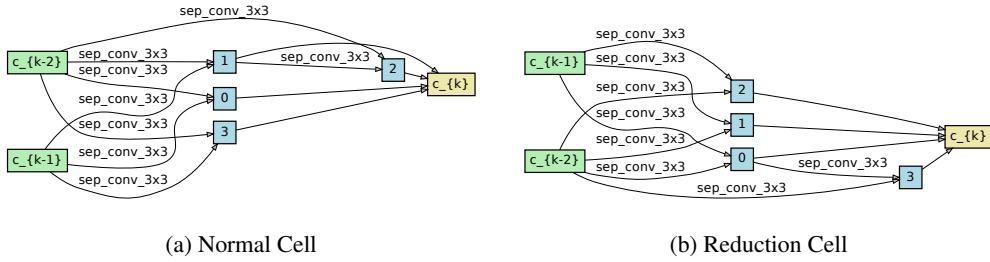 sep_conv_3x3
c_{k-2}
sep_conv_3x3
sep_conv_3x3
1
sep_conv_3x3
2
c_{k}
sep_conv_3x3
0
sep_conv_3x3
3
c_{k-1}
sep_conv_3x3
sep_conv_3x3
(a) Normal Cell
sep_conv_3x3
c_{k-1}
sep_conv_3x3
2
sep_conv_3x3
sep_conv_3x3
1
c_{k}
sep_conv_3x3
c_{k-2}
sep_conv_3x3
0
sep_conv_3x3
3
sep_conv_3x3
(b) Reduction Cell